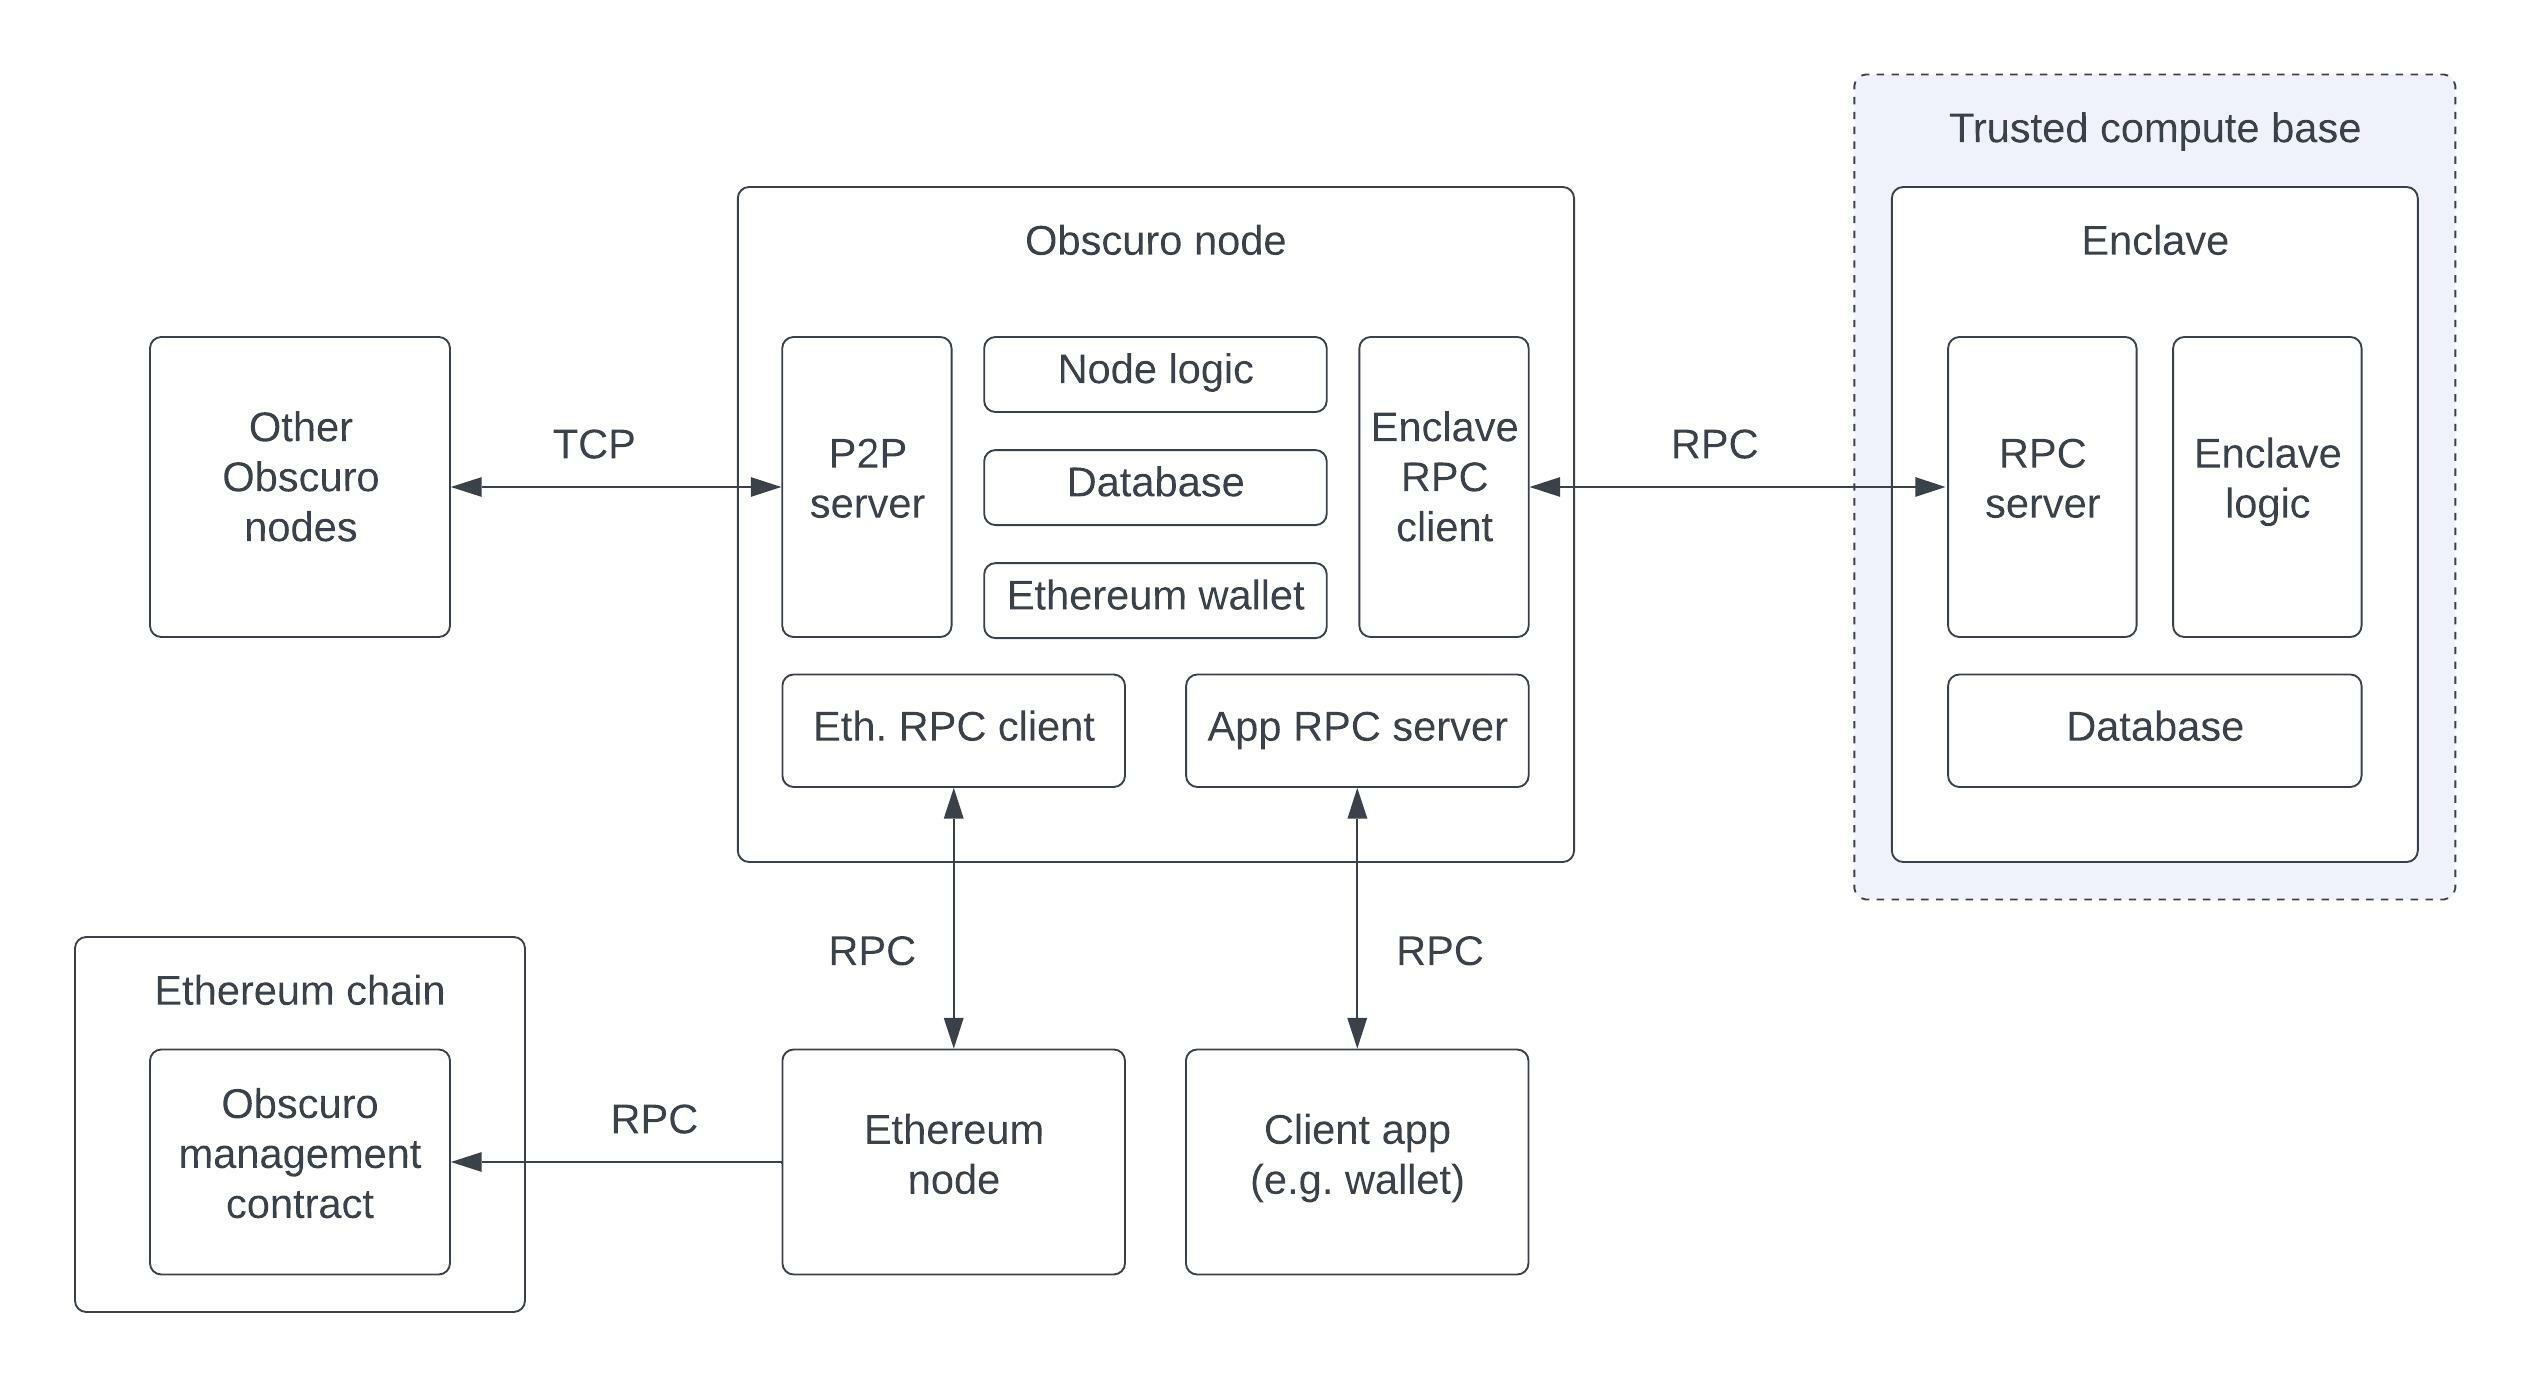 Trusted compute base
Obscuro node
Enclave
Other
Obscuro
nodes
TCP
P2P
server
Node logic
Database
Ethereum wallet
Enclave
RPC
client
RPC
RPC
server
Enclave
logic
Eth. RPC client
App RPC server
Database
RPC
RPC
Ethereum chain
Obscuro
management
contract
RPC
Ethereum
node
Client app
(e.g. wallet)